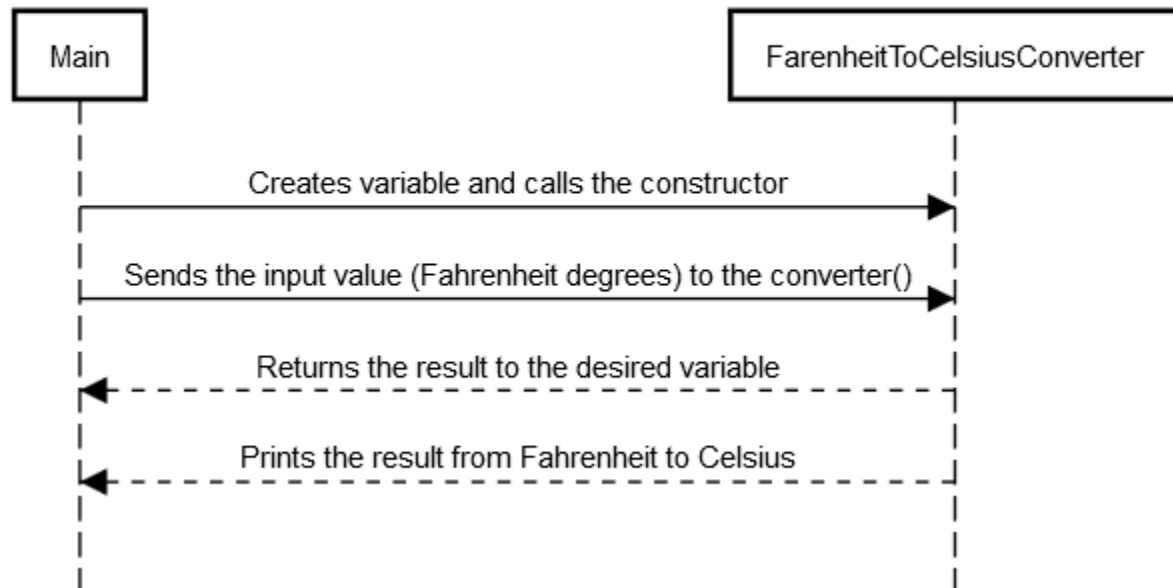 Main
FarenheitToCelsiusConverter
Creates variable and calls the constructor
Sends the input value (Fahrenheit degrees) to the converter()
Returns the result to the desired variable
Prints the result from Fahrenheit to Celsius